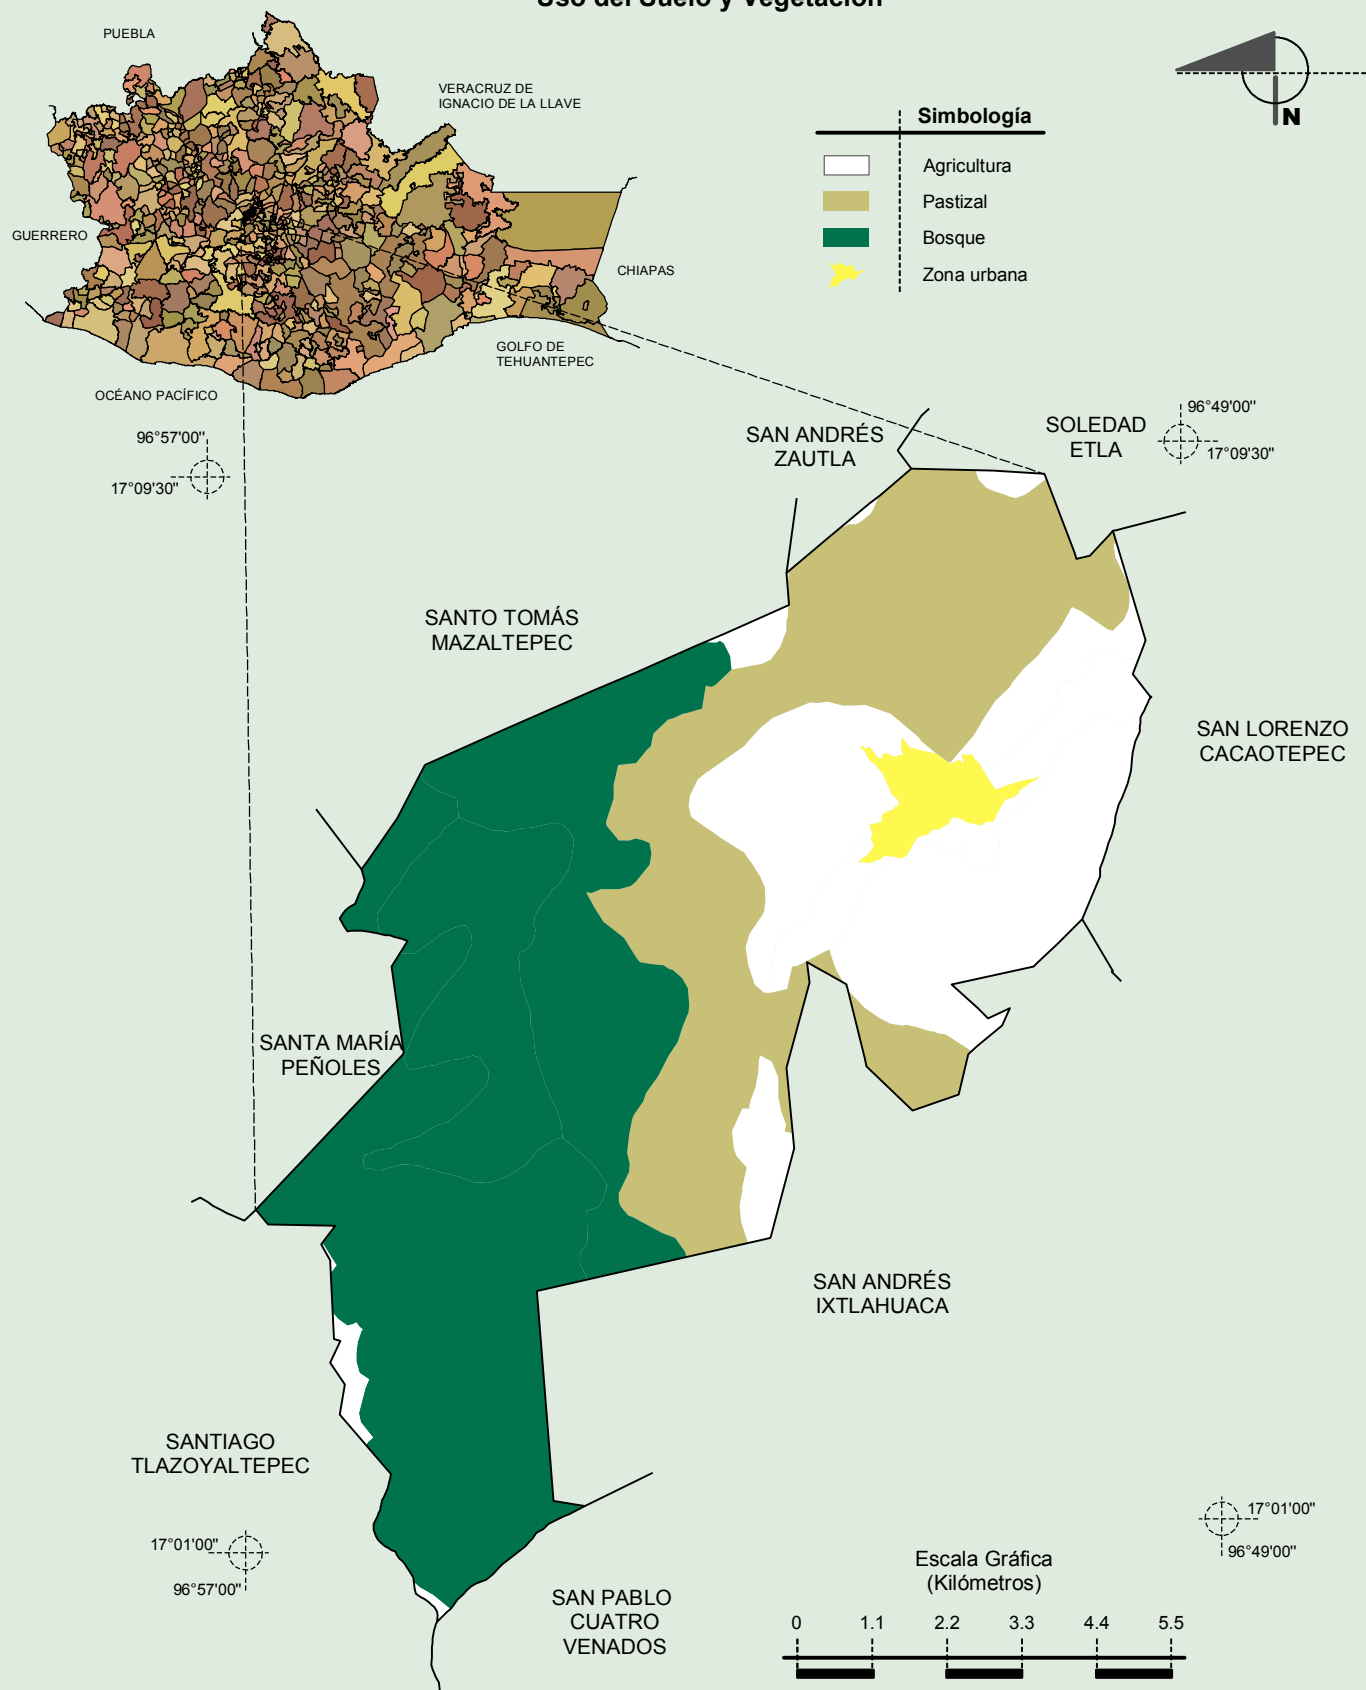 Uso del Suelo y Vegetación
PUEBLA
VERACRUZ DE
IGNACIO DE LA LLAVE
GUERRERO
CHIAPAS
GOLFO DE
TEHUANTEPEC
OCÉANO PACÍFICO
N
Simbología
Agricultura
Pastizal
Bosque
Zona urbana
96°57'00"
17°09'30"
96°49'00"
17°09'30"
SAN ANDRÉS
ZAUTLA
SOLEDAD
ETLA
SANTO TOMÁS
MAZALTEPEC
SAN LORENZO
CACAOTEPEC
SANTA MARÍA
PEÑOLES
SAN ANDRÉS
IXTLAHUACA
SANTIAGO
TLAZOYALTEPEC
17°01'00"
96°57'00"
17°01'00"
96°49'00"
SAN PABLO
CUATRO
VENADOS
Escala Gráfica
(Kilómetros)
0 1.1 2.2 3.3 4.4 5.5